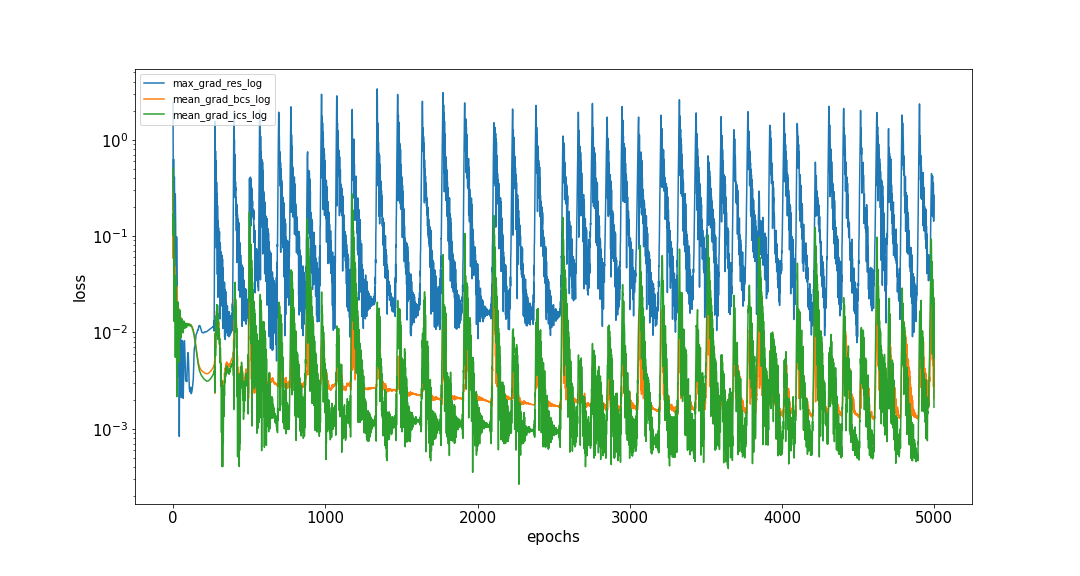 max_grad_res_log
mean_grad_bcs_log
mean_grad_ics_log
10⁰
10⁻¹
10⁻²
10⁻³
loss
0 1000 2000 3000 4000 5000
epochs